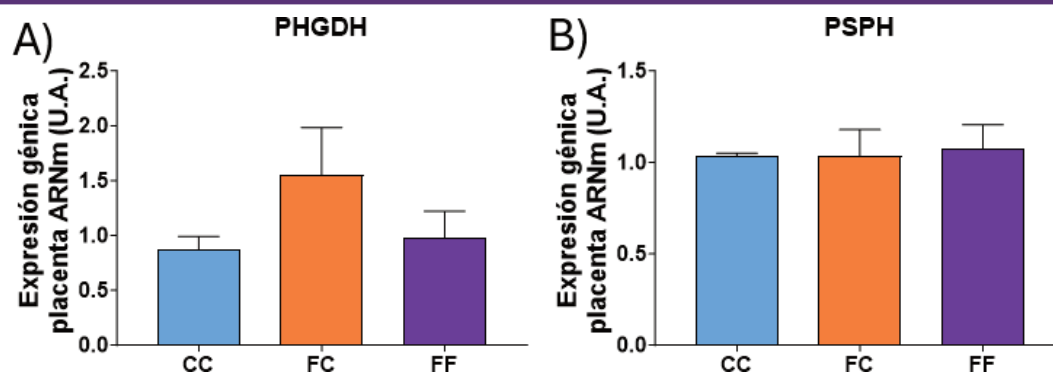 A)
PHGDH
Expresión génica
placenta ARNm (U.A.)
2.5
2.0
1.5
1.0
0.5
0.0
CC FC FF
B)
PSPH
Expresión génica
placenta ARNm (U.A.)
1.5
1.0
0.5
0.0
CC FC FF